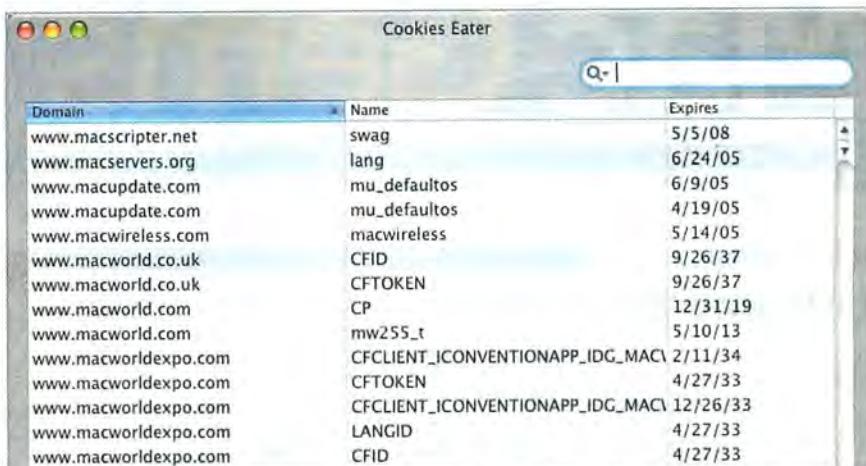 Cookies Eater
Domain Name Expires
www.macscripter.net swag 5/5/08
www.macservers.org lang 6/24/05
www.macupdate.com mu_defaultos 6/9/05
www.macupdate.com mu_defaultos 4/19/05
www.macwireless.com macwireless 5/14/05
www.macworld.co.uk CFID 9/26/37
www.macworld.co.uk CFTOKEN 9/26/37
www.macworld.com CP 12/31/19
www.macworld.com mw255_t 5/10/13
www.macworldexpo.com CFCLIENT_ICONVENTIONAPP_IDG_MACV 2/11/34
www.macworldexpo.com CFTOKEN 4/27/33
www.macworldexpo.com CFCLIENT_ICONVENTIONAPP_IDG_MACV 12/26/33
www.macworldexpo.com LANGID 4/27/33
www.macworldexpo.com CFID 4/27/33